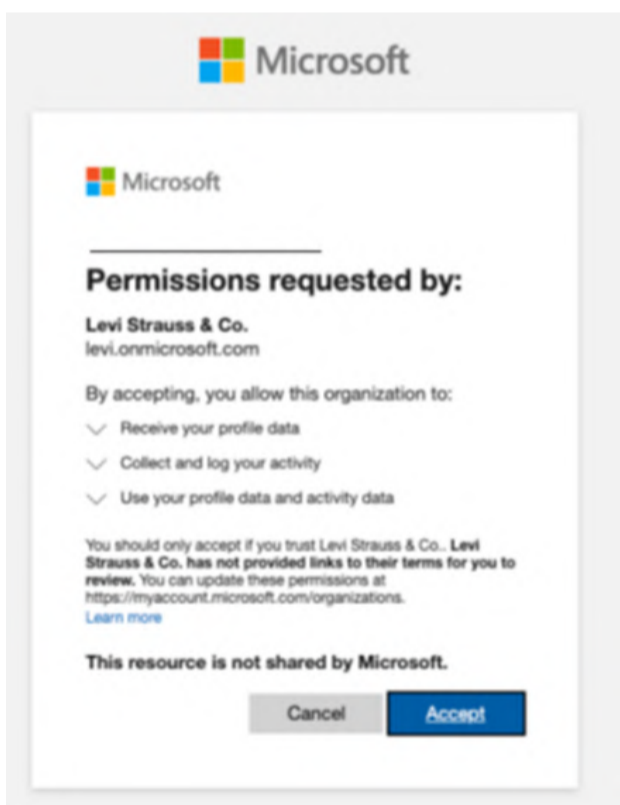 Microsoft
Microsoft
Permissions requested by:
Levi Strauss & Co.
levi.onmicrosoft.com
By accepting, you allow this organization to:
Receive your profile data
Collect and log your activity
Use your profile data and activity data
You should only accept if you trust Levi Strauss & Co.. Levi
Strauss & Co. has not provided links to their terms for you to
review. You can update these permissions at
https://myaccount.microsoft.com/organizations.
Learn more
This resource is not shared by Microsoft.
Cancel Accept